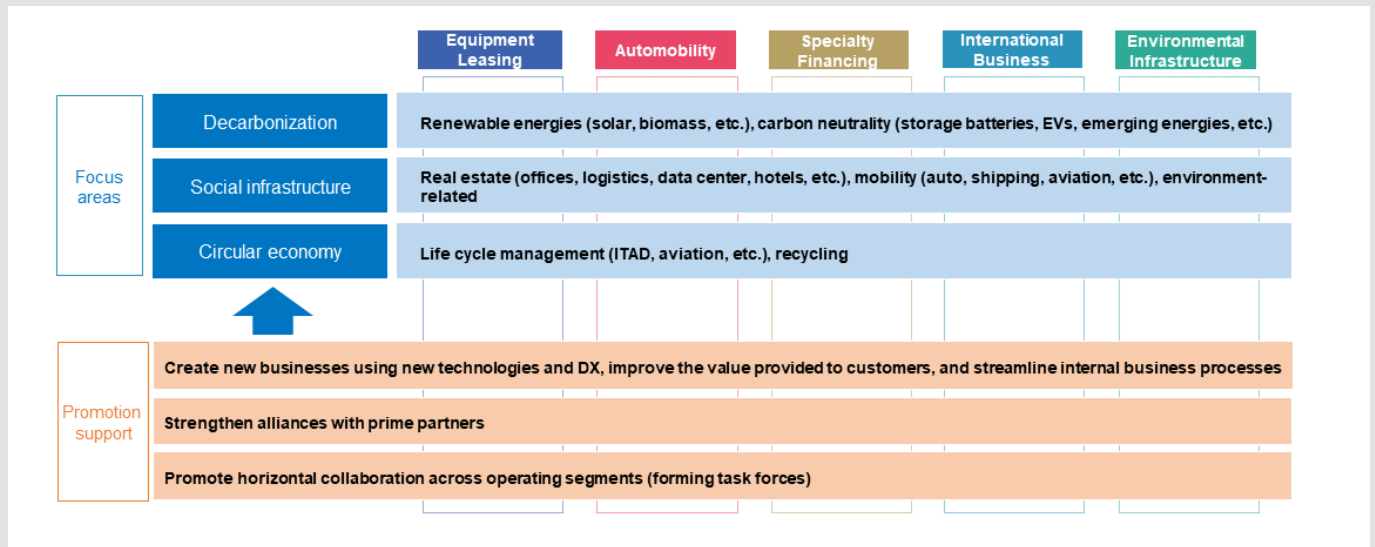 Equipment
Leasing
Automobility
Specialty
Financing
International
Business
Environmental
Infrastructure
Focus
areas
Decarbonization
Renewable energies (solar, biomass, etc.), carbon neutrality (storage batteries, EVs, emerging energies, etc.)
Social infrastructure
Real estate (offices, logistics, data center, hotels, etc.), mobility (auto, shipping, aviation, etc.), environment-
related
Circular economy
Life cycle management (ITAD, aviation, etc.), recycling
Promotion
support
Create new businesses using new technologies and DX, improve the value provided to customers, and streamline internal business processes
Strengthen alliances with prime partners
Promote horizontal collaboration across operating segments (forming task forces)